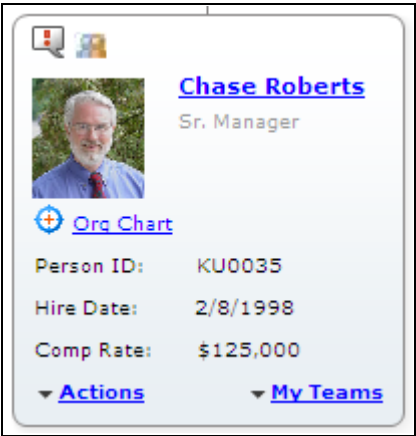 Chase Roberts
Sr. Manager
Org Chart
Person ID: KU0035
Hire Date: 2/8/1998
Comp Rate: $125,000
Actions My Teams